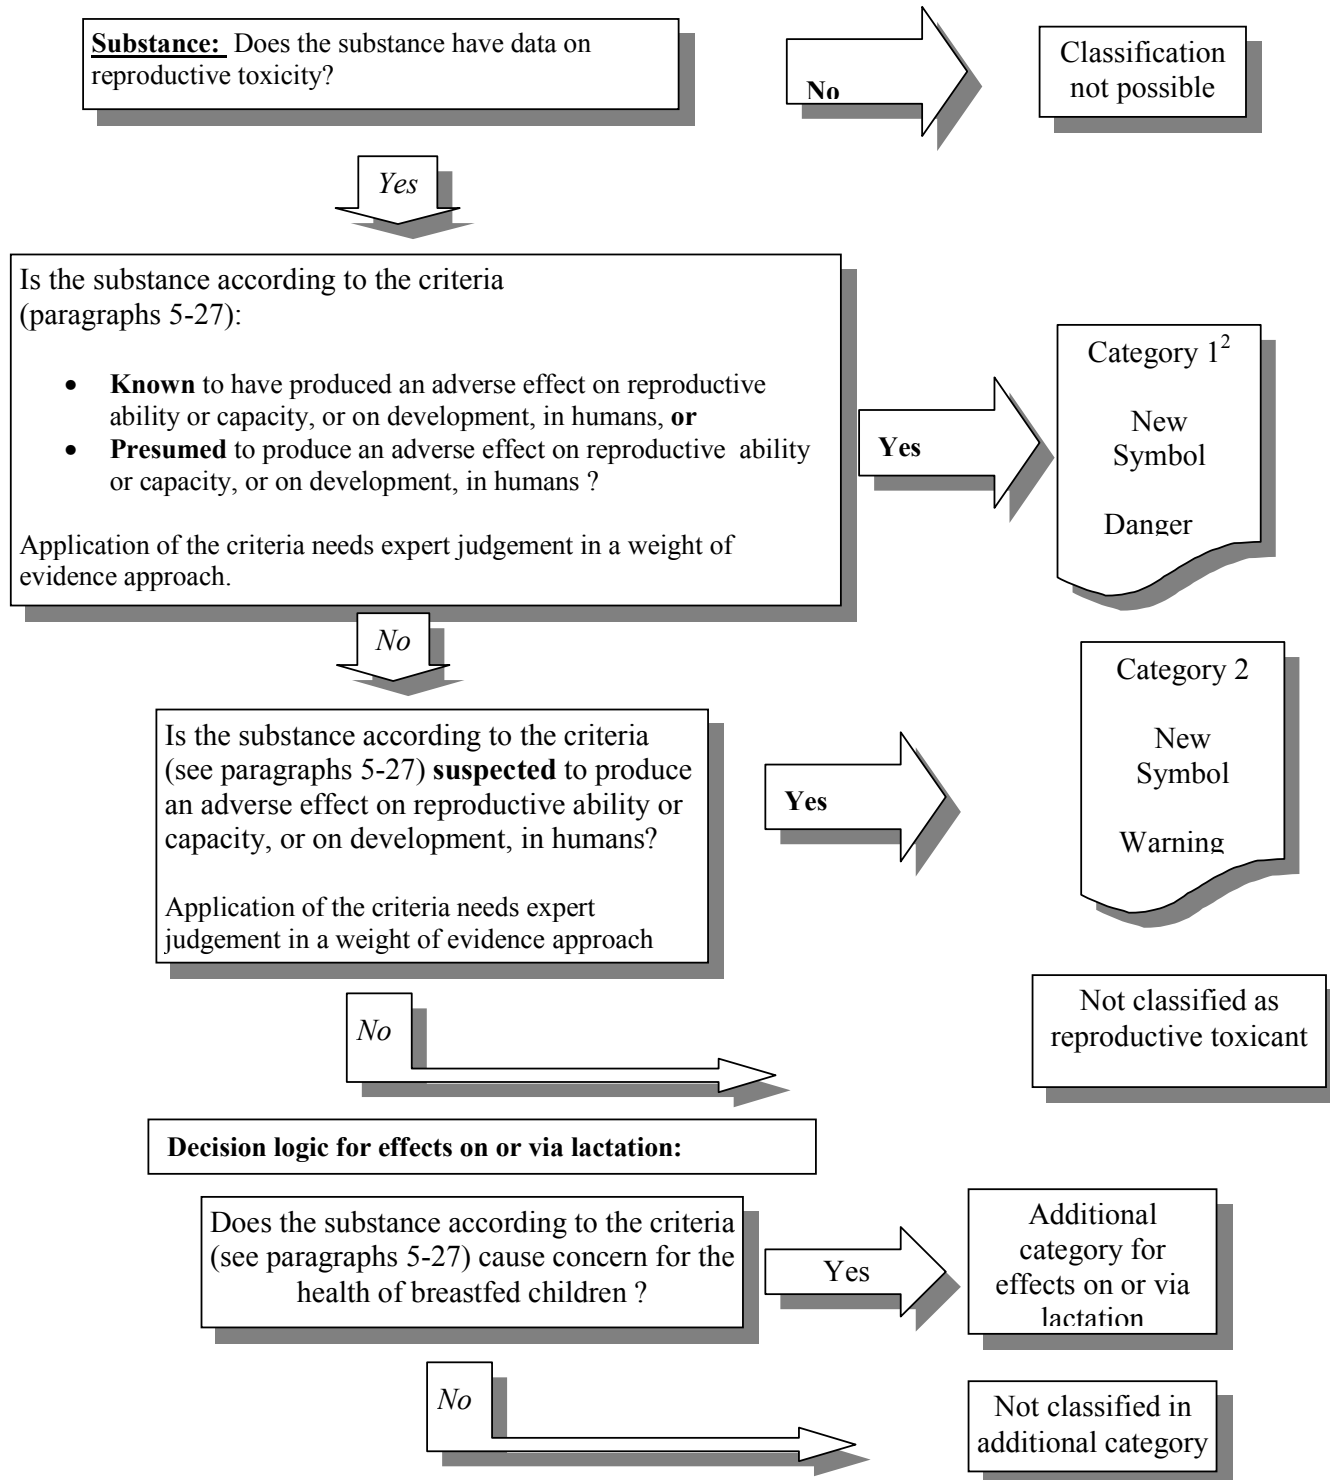 Substance: Does the substance have data on
reproductive toxicity?
No
Classification
not possible
Yes
Is the substance according to the criteria
(paragraphs 5-27):
• Known to have produced an adverse effect on reproductive
ability or capacity, or on development, in humans, or
• Presumed to produce an adverse effect on reproductive ability
or capacity, or on development, in humans ?
Application of the criteria needs expert judgement in a weight of
evidence approach.
Yes
Category 1²
New
Symbol
Danger
No
Is the substance according to the criteria
(see paragraphs 5-27) suspected to produce
an adverse effect on reproductive ability or
capacity, or on development, in humans?
Application of the criteria needs expert
judgement in a weight of evidence approach
Yes
Category 2
New
Symbol
Warning
No
Not classified as
reproductive toxicant
Decision logic for effects on or via lactation:
Does the substance according to the criteria
(see paragraphs 5-27) cause concern for the
health of breastfed children ?
Yes
Additional
category for
effects on or via
lactation
No
Not classified in
additional category